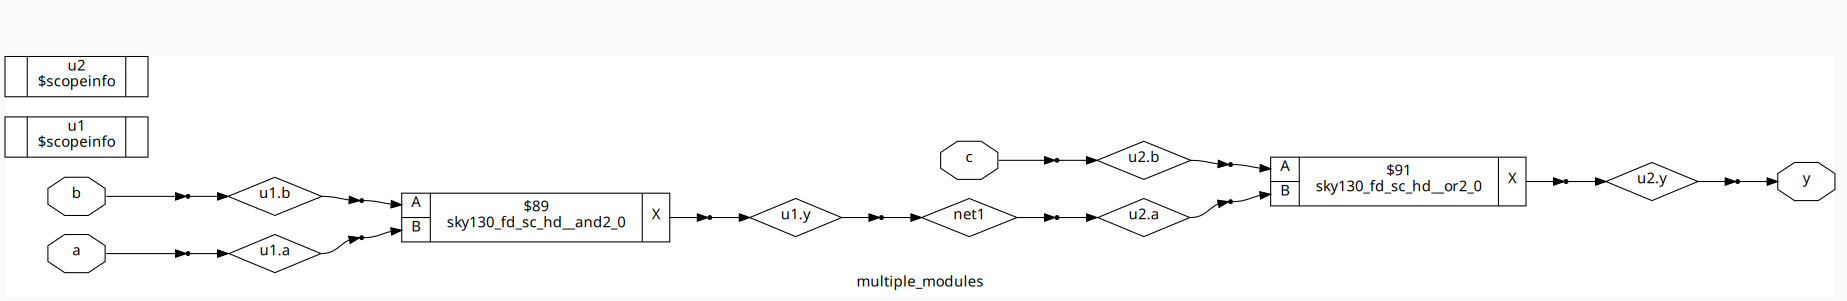 u2
$scopeinfo
u1
$scopeinfo
b
u1.b
a
u1.a
A
B
$89
sky130_fd_sc_hd__and2_0
X
u1.y
c
net1
u2.b
u2.a
A
B
$91
sky130_fd_sc_hd__or2_0
X
u2.y
y
multiple_modules